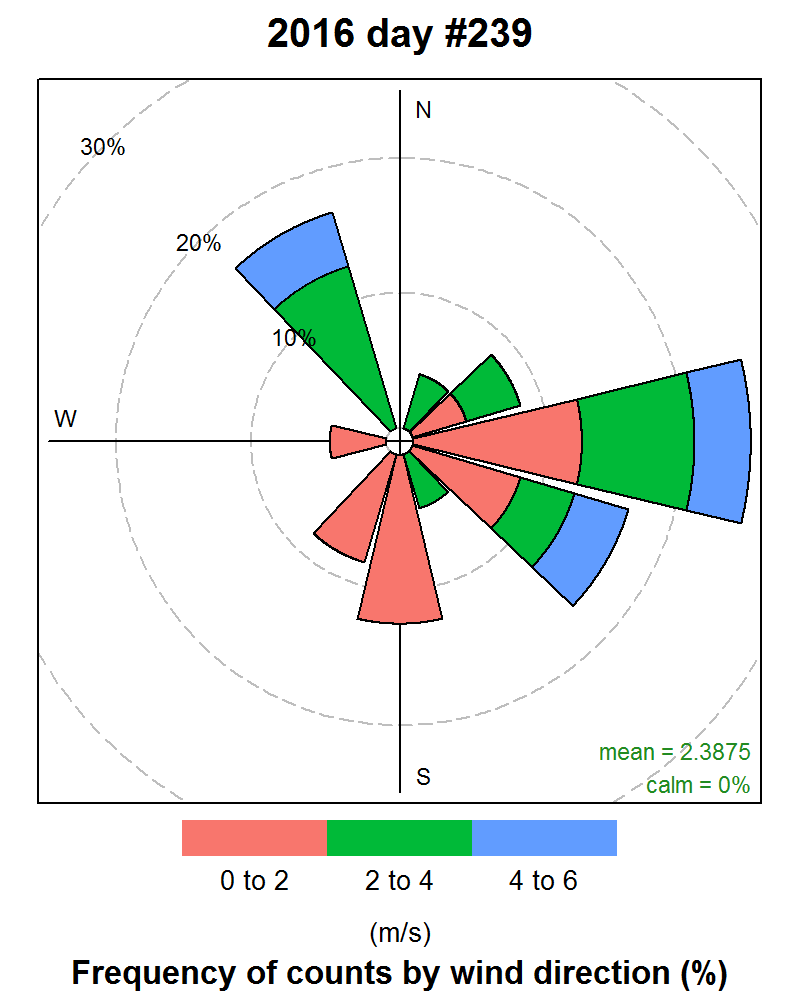 2016 day #239
N
30%
20%
10%
W
S
mean = 2.3875
calm = 0%
0 to 2 2 to 4 4 to 6
(m/s)
Frequency of counts by wind direction (%)